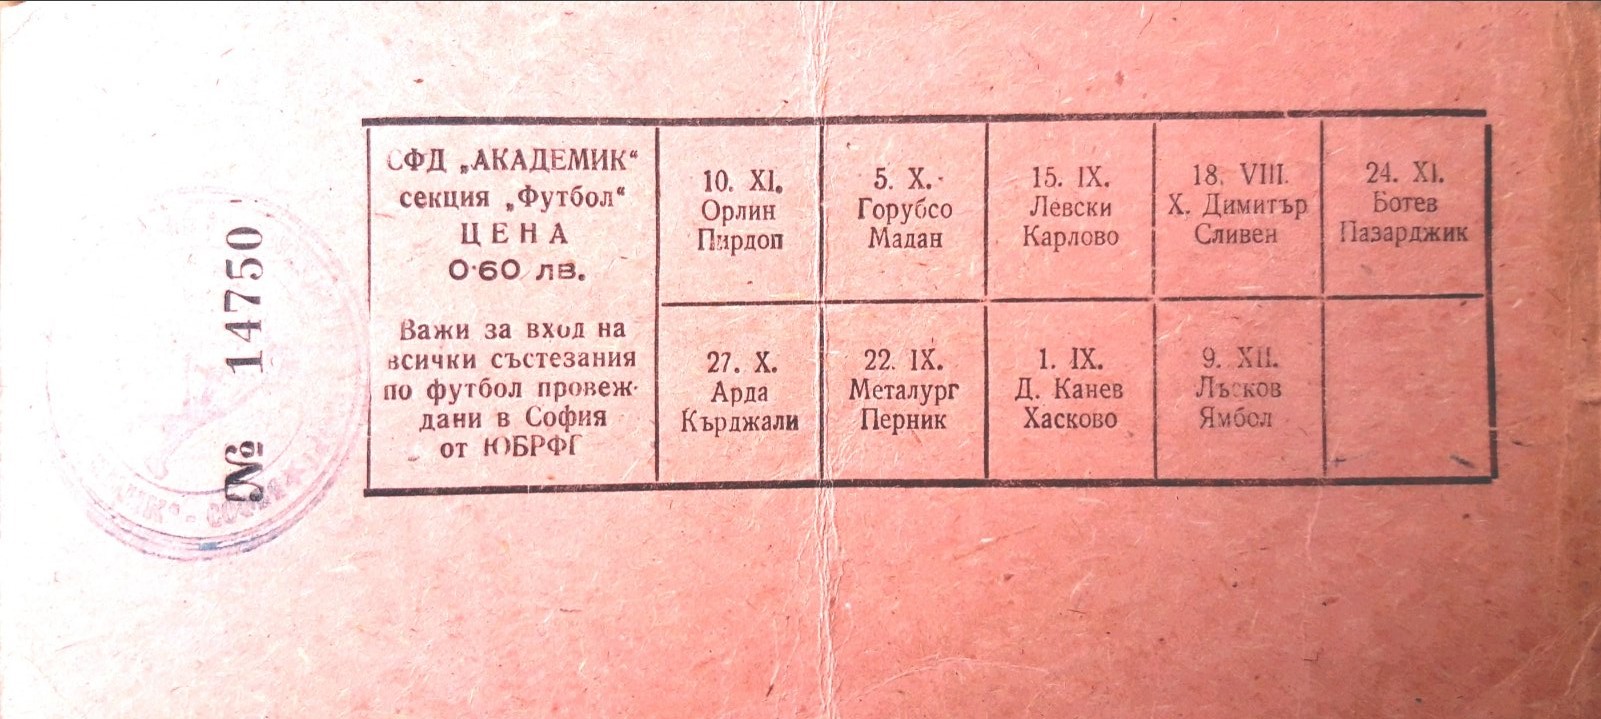 № 14750
СФД „АКАДЕМИК“
секция „Футбол“
ЦЕНА
0·60 лв.
Важи за вход на
всички състезания
по футбол провеж-
дани в София
от ЮБРФГ
10. XI.
Орлин
Пирдоп
5. X.
Горубсо
Мадан
15. IX.
Левски
Карлово
18. VIII.
Х. Димитър
Сливен
24. XI.
Ботев
Пазарджик
27. X.
Арда
Кърджали
22. IX.
Металург
Перник
1. IX.
Д. Канев
Хасково
9. XII.
Лъсков
Ямбол